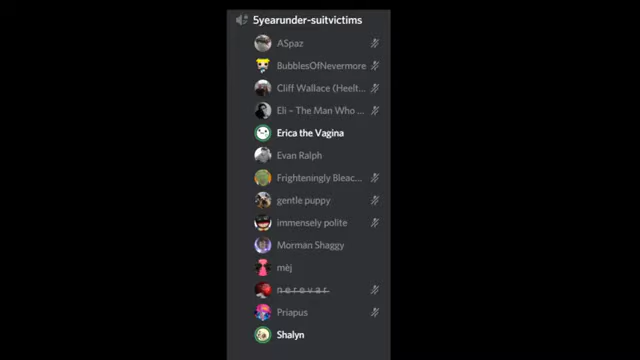 5yearunder-suitvictims
ASpaz
BubblesOfNevermore
Cliff Wallace (Heelt...
Eli – The Man Who ...
Erica the Vagina
Evan Ralph
Frighteningly Bleac...
gentle puppy
immensely polite
Morman Shaggy
mèj
n e r e v a r
Priapus
Shalyn